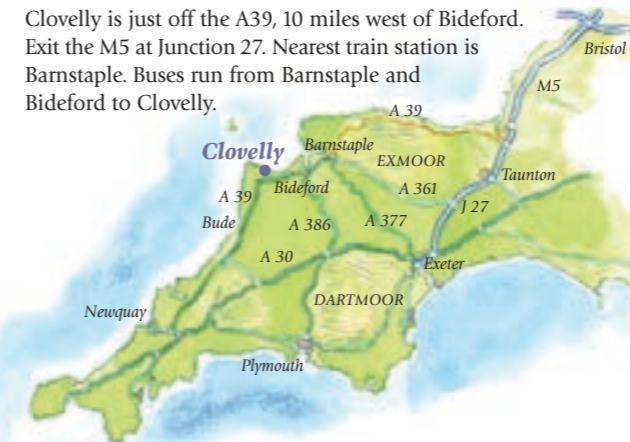 Clovelly is just off the A39, 10 miles west of Bideford.
Exit the M5 at Junction 27. Nearest train station is
Barnstaple. Buses run from Barnstaple and
Bideford to Clovelly.
Bristol
M5
A 39
Barnstaple
Clovelly
EXMOOR
Taunton
A 39
Bideford
A 361
J 27
Bude
A 386
A 377
A 30
Exeter
DARTMOOR
Newquay
Plymouth